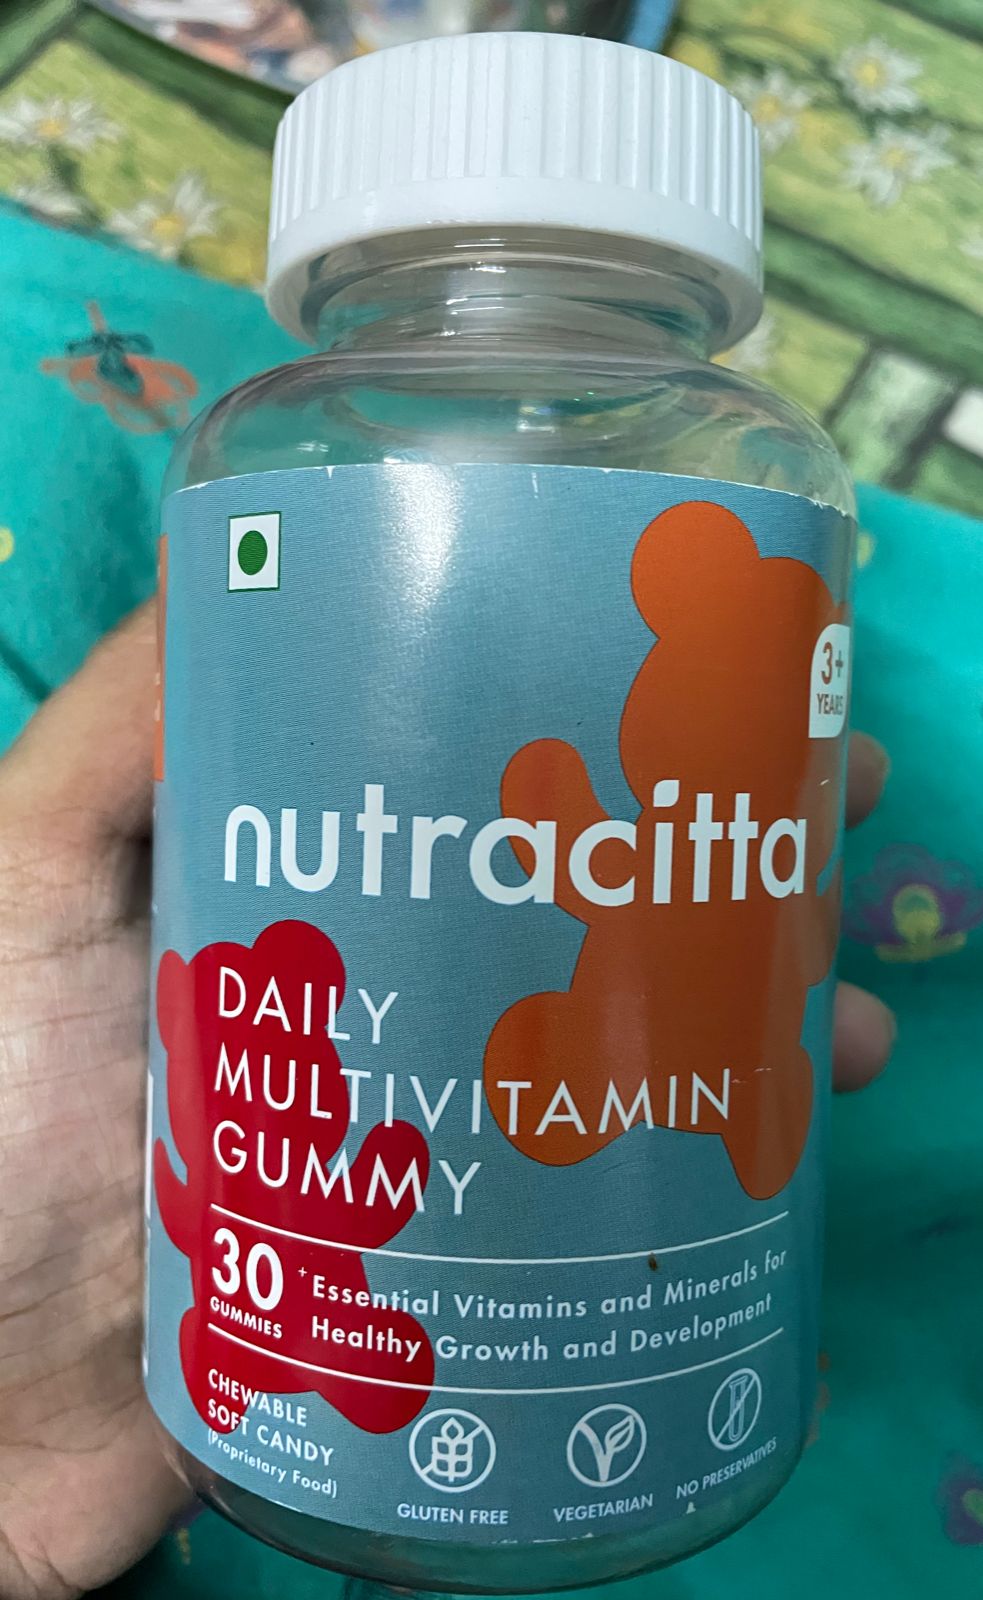 3+
YEARS
nutracitta
DAILY
MULTIVITAMIN
GUMMY
30
GUMMIES
+Essential Vitamins and Minerals for
Healthy Growth and Development
CHEWABLE
SOFT CANDY
(Proprietary Food)
GLUTEN FREE
VEGETARIAN
NO PRESERVATIVES